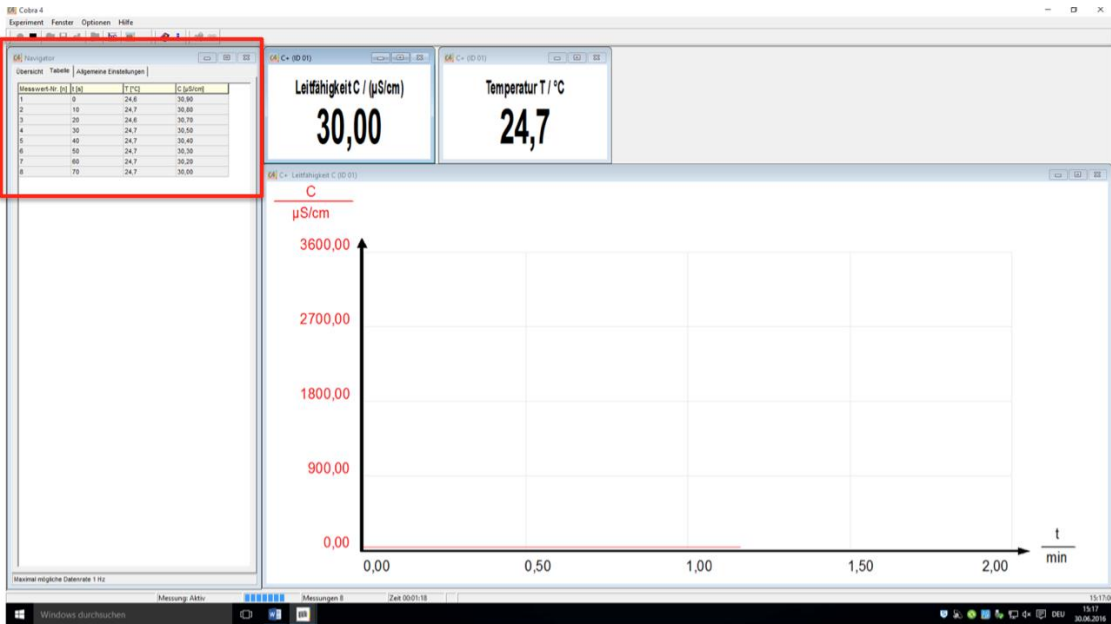 Cobra 4
Experiment Fenster Optionen Hilfe
Navigator
Übersicht Tabelle Allgemeine Einstellungen
Messwert-Nr. [n] t [s] T [°C] C [µS/cm]
1 0 24,6 30,90
2 10 24,7 30,80
3 20 24,6 30,70
4 30 24,7 30,50
5 40 24,7 30,40
6 50 24,7 30,30
7 60 24,7 30,20
8 70 24,7 30,00
Maximal mögliche Datenrate 1 Hz
C+ (ID 01)
Leitfähigkeit C / (µS/cm)
30,00
C+ (ID 01)
Temperatur T / °C
24,7
C+ Leitfähigkeit C (ID 01)
C
µS/cm
3600,00
2700,00
1800,00
900,00
0,00
0,00 0,50 1,00 1,50 2,00
t
min
Messung: Aktiv Messungen 8 Zeit 00:01:18 15:17:0
Windows durchsuchen
DEU
15:17
30.06.2016